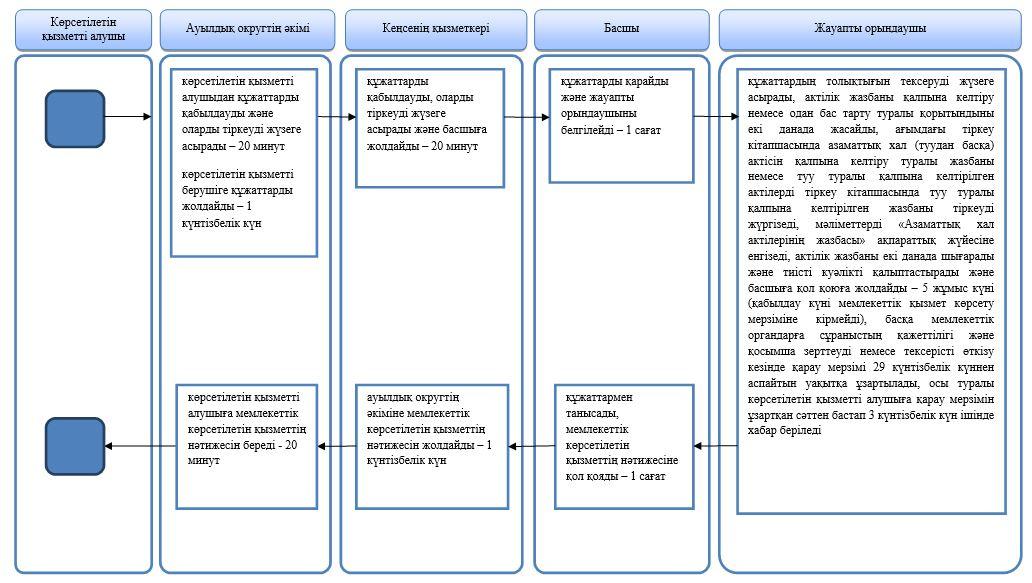 Көрсетілетін
қызметті алушы
Ауылдық округтің әкімі
Кеңсенің қызметкері
Басшы
Жауапты орындаушы
көрсетілетін қызметті
алушыдан құжаттарды
қабылдауды және
оларды тіркеуді жүзеге
асырады – 20 минут
көрсетілетін қызметті
берушіге құжаттарды
жолдайды – 1
күнтізбелік күн
құжаттарды
қабылдауды, оларды
тіркеуді жүзеге
асырады және басшыға
жолдайды – 20 минут
құжаттарды қарайды
және жауапты
орындаушыны
белгілейді – 1 сағат
құжаттардың толықтығын тексеруді жүзеге
асырады, актілік жазбаны қалпына келтіру
немесе одан бас тарту туралы қорытындыны
екі данада жасайды, ағымдағы тіркеу
кітапшасында азаматтық хал (туудан басқа)
актісін қалпына келтіру туралы жазбаны
немесе туу туралы қалпына келтірілген
актілерді тіркеу кітапшасында туу туралы
қалпына келтірілген жазбаны тіркеуді
жүргізеді, мәліметтерді «Азаматтық хал
актілерінің жазбасы» ақпараттық жүйесіне
енгізеді, актілік жазбаны екі данада шығарады
және тиісті куәлікті қалыптастырады және
басшыға қол қоюға жолдайды – 5 жұмыс күні
(қабылдау күні мемлекеттік қызмет көрсету
мерзіміне кірмейді), басқа мемлекеттік
органдарға сұраныстың қажеттілігі және
қосымша зерттеуді немесе тексерісті өткізу
кезінде қарау мерзімі 29 күнтізбелік күннен
аспайтын уақытқа ұзартылады, осы туралы
көрсетілетін қызметті алушыға қарау мерзімін
ұзартқан сәттен бастап 3 күнтізбелік күн ішінде
хабар беріледі
көрсетілетін қызметті
алушыға мемлекеттік
көрсетілетін қызметтің
нәтижесін береді - 20
минут
ауылдық округтің
әкіміне мемлекеттік
көрсетілетін қызметтің
нәтижесін жолдайды – 1
күнтізбелік күн
құжаттармен
танысады,
мемлекеттік
көрсетілетін
қызметтің нәтижесіне
қол қояды – 1 сағат